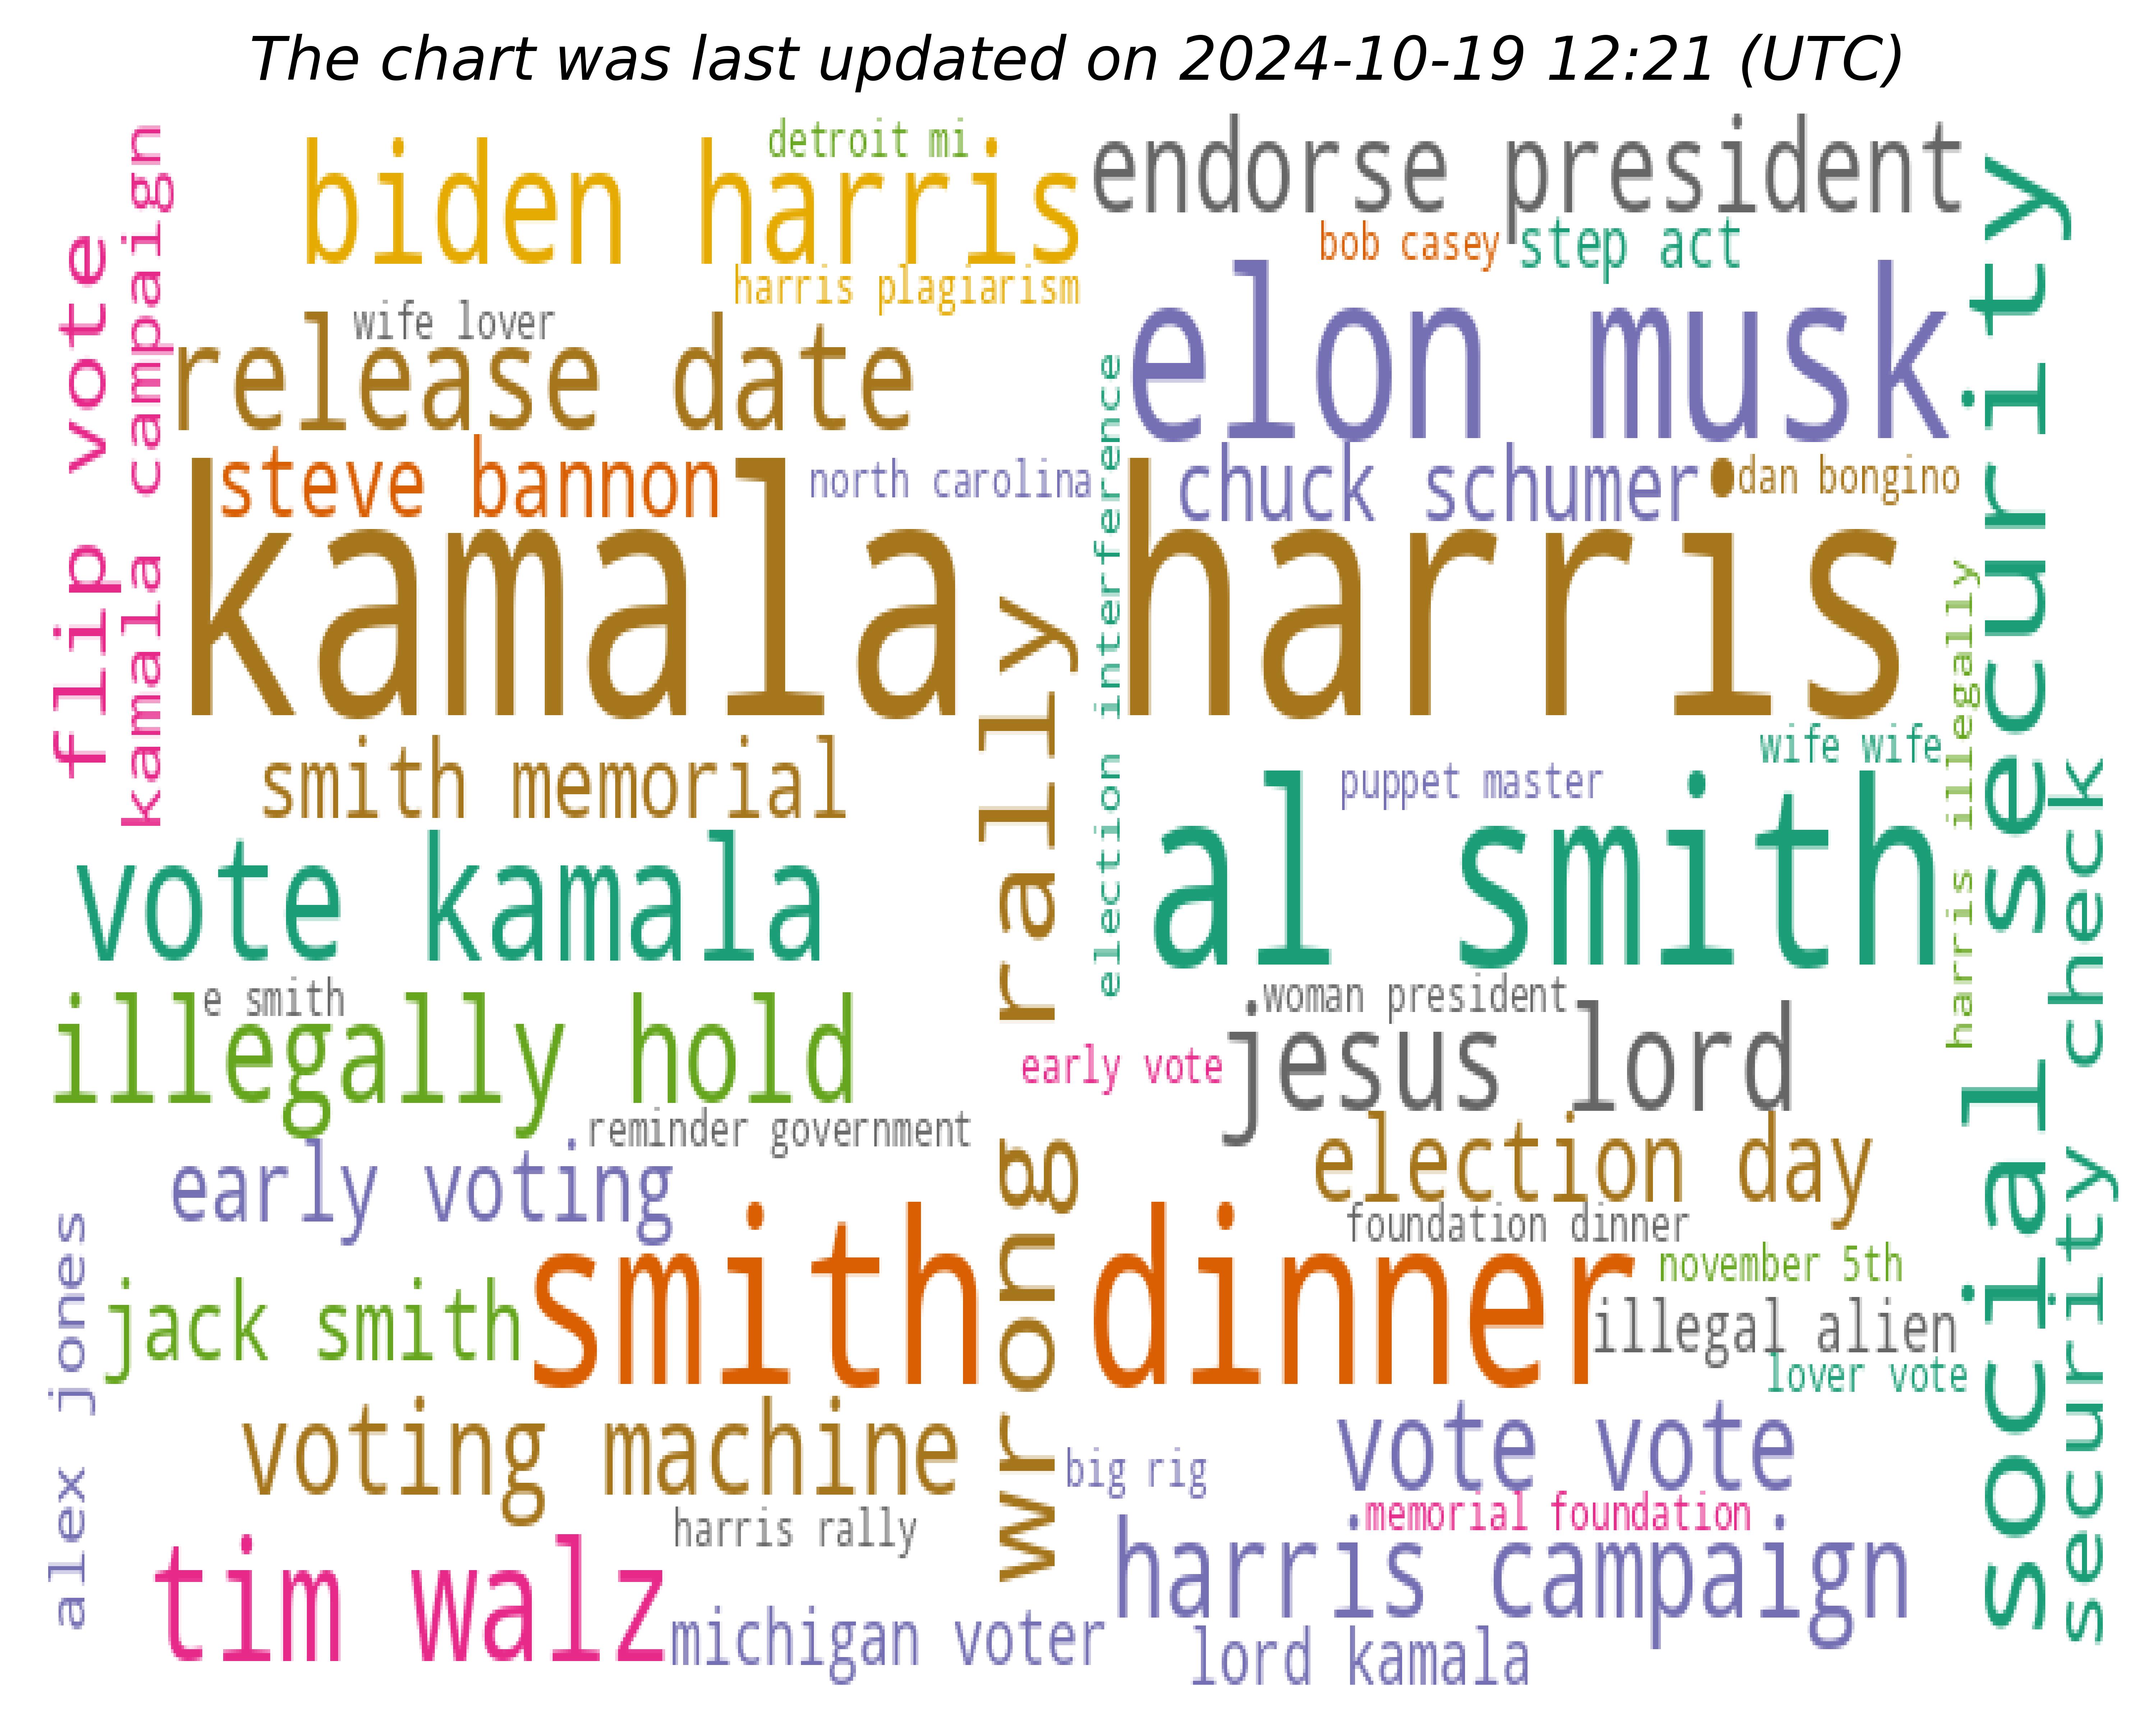 The chart was last updated on 2024-10-19 12:21 (UTC)
kamala campaign
flip vote
biden harris
detroit mi
endorse president
social security
bob casey
step act
harris plagiarism
wife lover
release date
elon musk
election interference
steve bannon
north carolina
chuck schumer
dan bongino
kamala harris
harris illegally
wrong rally
smith memorial
wife wife
puppet master
security check
vote kamala
al smith
e smith
illegally hold
woman president
early vote
jesus lord
reminder government
early voting
election day
foundation dinner
alex jones
jack smith
smith dinner
november 5th
illegal alien
lover vote
voting machine
big rig
vote vote
harris rally
memorial foundation
tim walz
michigan voter
harris campaign
lord kamala